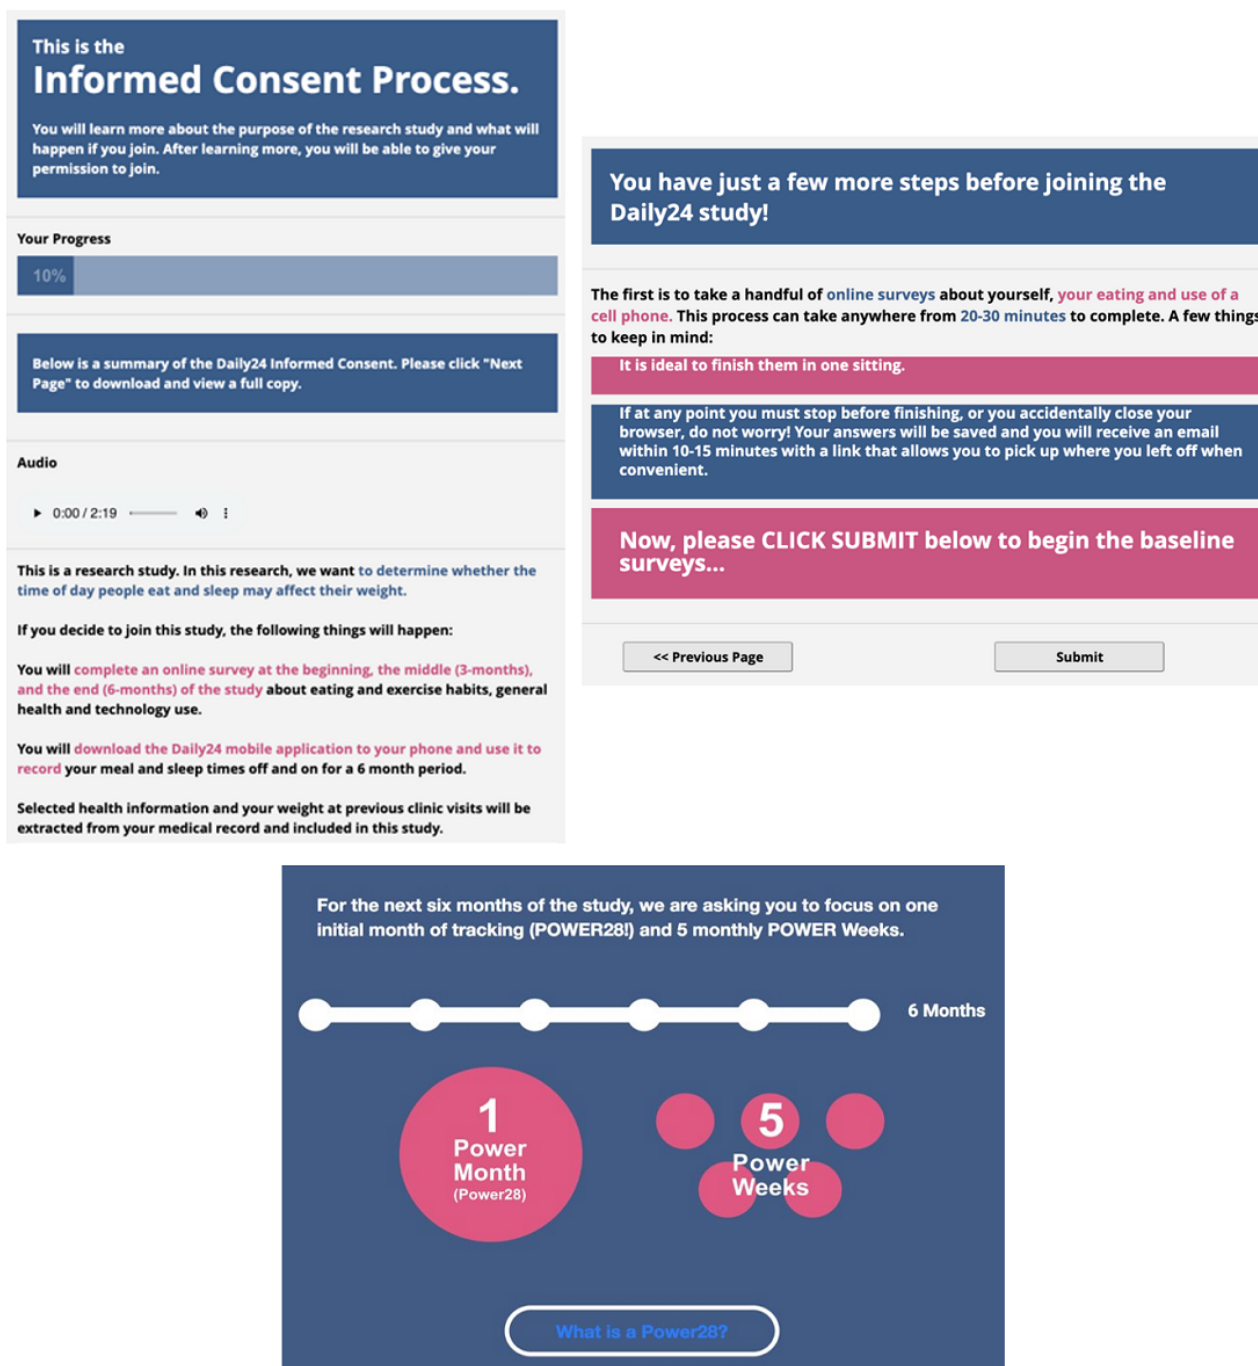 This is the
Informed Consent Process.
You will learn more about the purpose of the research study and what will
happen if you join. After learning more, you will be able to give your
permission to join.
Your Progress
10%
Below is a summary of the Daily24 Informed Consent. Please click "Next
Page" to download and view a full copy.
Audio
0:00 / 2:19
This is a research study. In this research, we want to determine whether the
time of day people eat and sleep may affect their weight.
If you decide to join this study, the following things will happen:
You will complete an online survey at the beginning, the middle (3-months),
and the end (6-months) of the study about eating and exercise habits, general
health and technology use.
You will download the Daily24 mobile application to your phone and use it to
record your meal and sleep times off and on for a 6 month period.
Selected health information and your weight at previous clinic visits will be
extracted from your medical record and included in this study.
You have just a few more steps before joining the
Daily24 study!
The first is to take a handful of online surveys about yourself, your eating and use of a
cell phone. This process can take anywhere from 20-30 minutes to complete. A few things
to keep in mind:
It is ideal to finish them in one sitting.
If at any point you must stop before finishing, or you accidentally close your
browser, do not worry! Your answers will be saved and you will receive an email
within 10-15 minutes with a link that allows you to pick up where you left off when
convenient.
Now, please CLICK SUBMIT below to begin the baseline
surveys...
<< Previous Page
Submit
For the next six months of the study, we are asking you to focus on one
initial month of tracking (POWER28!) and 5 monthly POWER Weeks.
6 Months
1
Power
Month
(Power28)
5
Power
Weeks
What is a Power28?